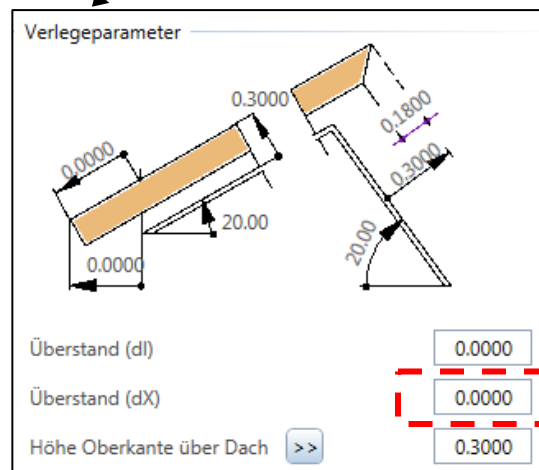 Verlegeparameter
0.3000
0.1800
0.0000
0.3000
20.00
20.00
0.0000
Überstand (dl) 0.0000
Überstand (dX) 0.0000
Höhe Oberkante über Dach >> 0.3000